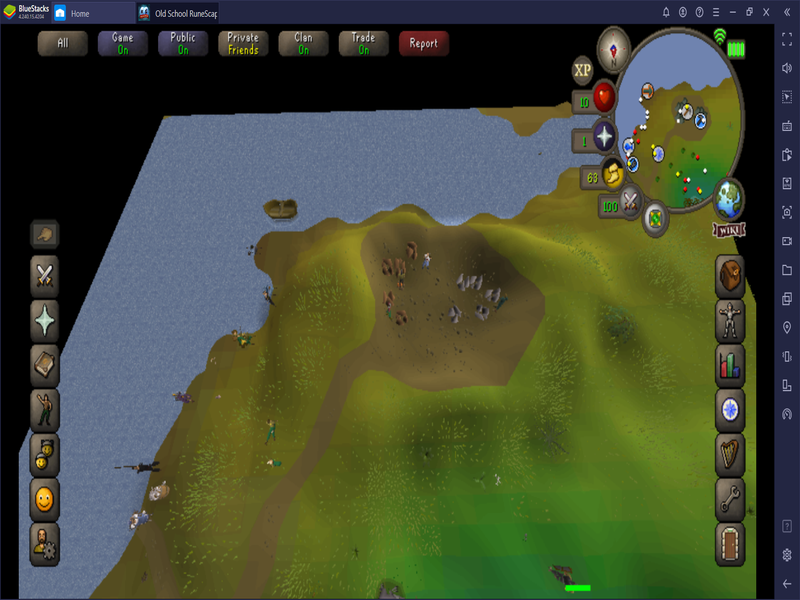 BlueStacks
4.240.15.4204
Home
Old School RuneScap
All
Game
On
Public
On
Private
Friends
Clan
On
Trade
On
Report
N
XP
10
1
63
100
WIKI